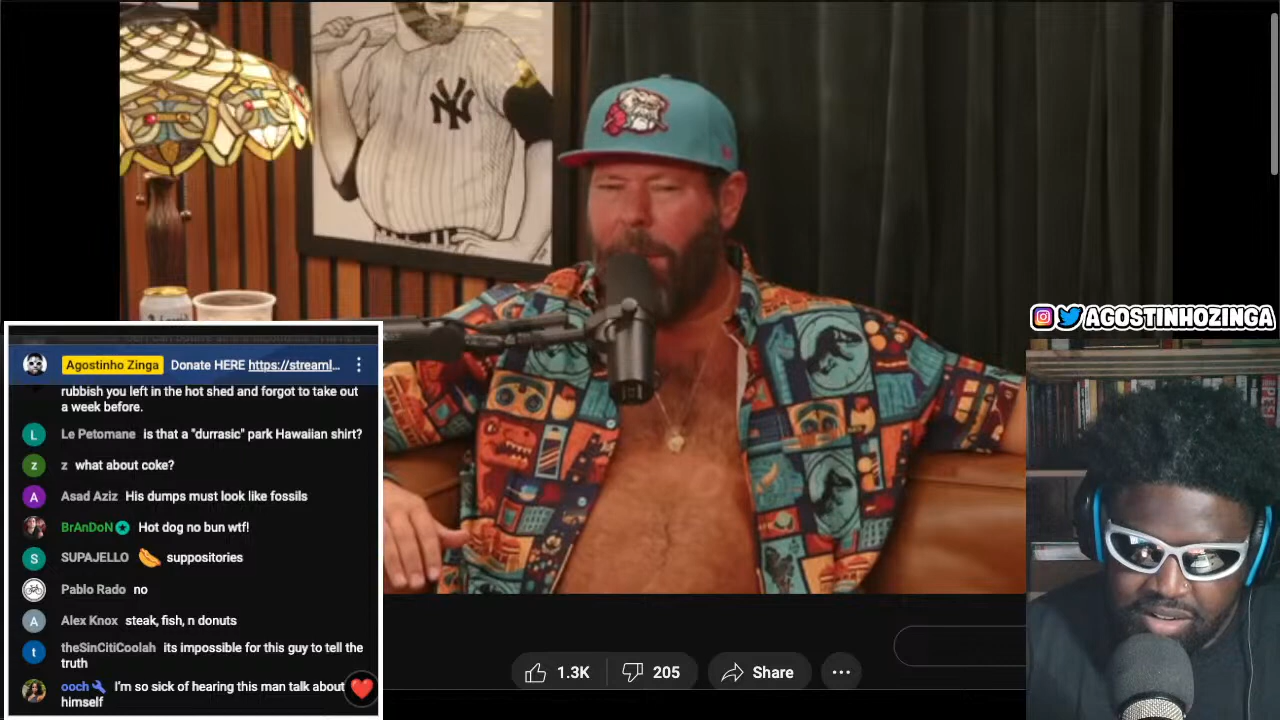 NY
AGOSTINHOZINGA
Agostinho Zinga Donate HERE https://streaml...
rubbish you left in the hot shed and forgot to take out
a week before.
L Le Petomane is that a "durrasic" park Hawaiian shirt?
z z what about coke?
A Asad Aziz His dumps must look like fossils
BrAnDoN Hot dog no bun wtf!
S SUPAJELLO 🌭 suppositories
Pablo Rado no
A Alex Knox steak, fish, n donuts
t theSinCitiCoolah its impossible for this guy to tell the
truth
ooch I'm so sick of hearing this man talk about
himself
1.3K 205 Share